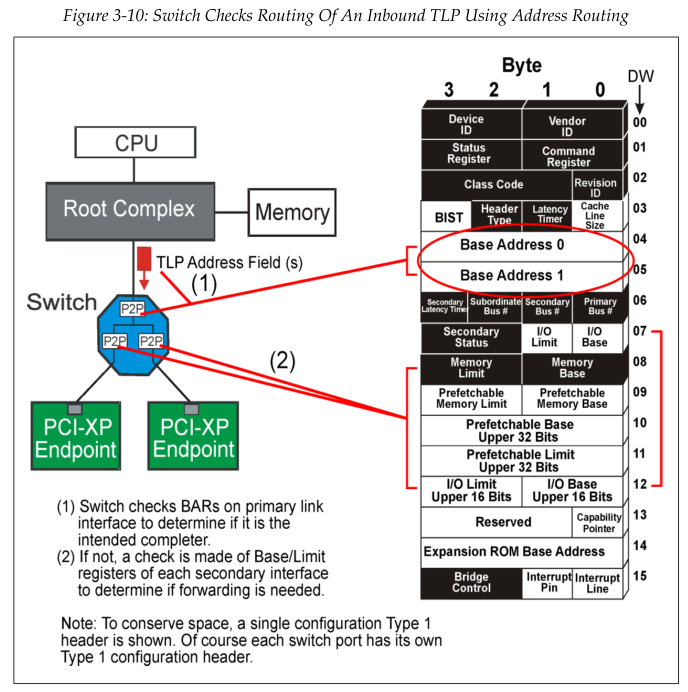 Figure 3-10: Switch Checks Routing Of An Inbound TLP Using Address Routing
Byte
3 2 1 0
DW
CPU
Root Complex
Memory
TLP Address Field (s)
(1)
Switch
P2P
P2P
P2P
(2)
PCI-XP
Endpoint
PCI-XP
Endpoint
Device
ID
Vendor
ID
00
Status
Register
Command
Register
01
Class Code
Revision
ID
02
BIST
Header
Type
Latency
Timer
Cache
Line
Size
03
Base Address 0
04
Base Address 1
05
Secondary
Latency Timer
Subordinate
Bus #
Secondary
Bus #
Primary
Bus #
06
Secondary
Status
I/O
Limit
I/O
Base
07
Memory
Limit
Memory
Base
08
Prefetchable
Memory Limit
Prefetchable
Memory Base
09
Prefetchable Base
Upper 32 Bits
10
Prefetchable Limit
Upper 32 Bits
11
I/O Limit
Upper 16 Bits
I/O Base
Upper 16 Bits
12
Reserved
Capability
Pointer
13
Expansion ROM Base Address
14
Bridge
Control
Interrupt
Pin
Interrupt
Line
15
(1) Switch checks BARs on primary link
interface to determine if it is the
intended completer.
(2) If not, a check is made of Base/Limit
registers of each secondary interface
to determine if forwarding is needed.
Note: To conserve space, a single configuration Type 1
header is shown. Of course each switch port has its own
Type 1 configuration header.